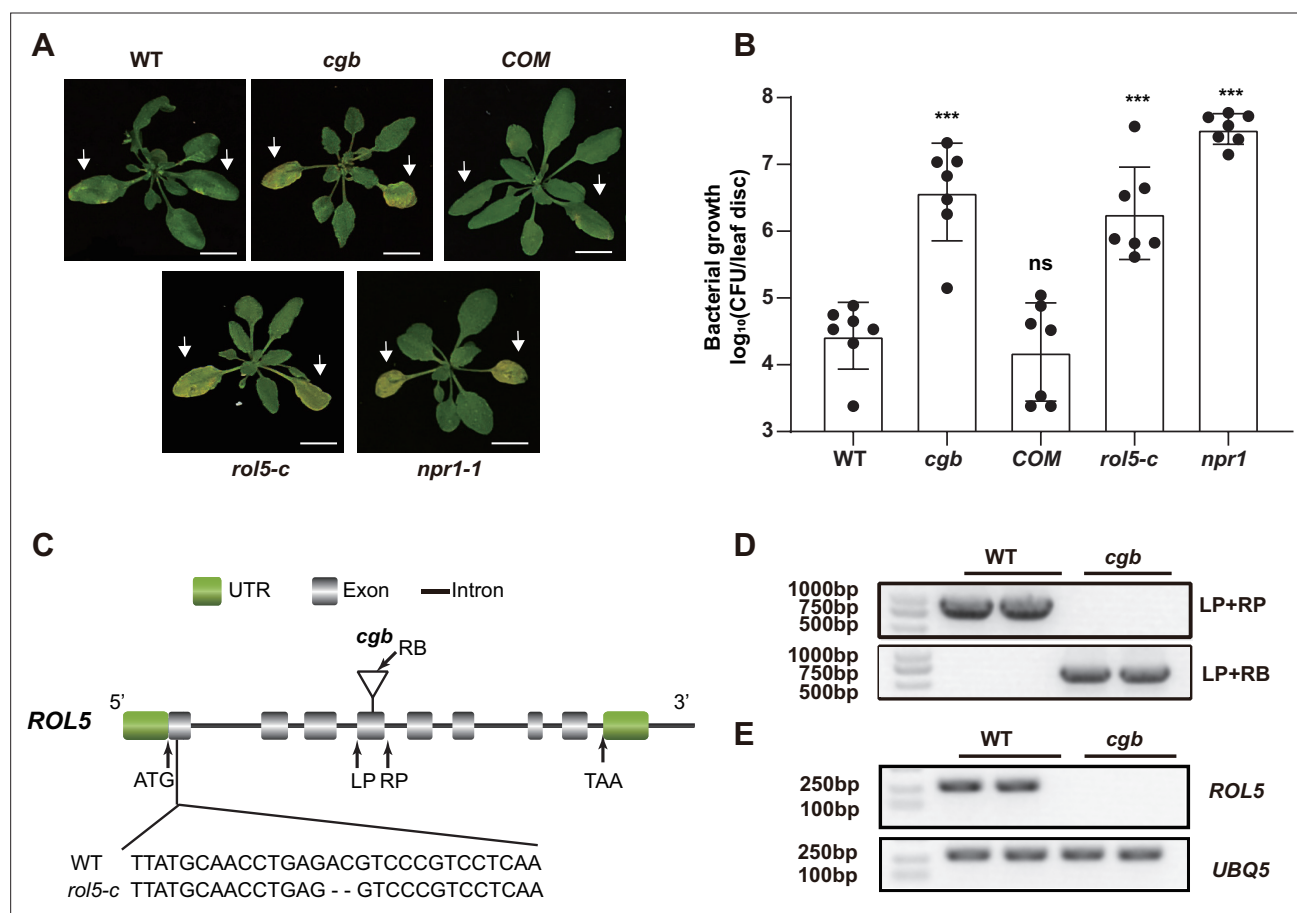 A
WT
cgb
COM
rol5-c
npr1-1
B
Bacterial growth
log₁₀(CFU/leaf disc)
8
7
6
5
4
3
***
ns
***
***
WT
cgb
COM
rol5-c
npr1
C
UTR
Exon
Intron
cgb
RB
5'
3'
ROL5
ATG
LP
RP
TAA
WT TTATGCAACCTGAGACGTCCCGTCCTCAA
rol5-c TTATGCAACCTGAG - - GTCCCGTCCTCAA
D
WT
cgb
1000bp
750bp
500bp
LP+RP
1000bp
750bp
500bp
LP+RB
E
WT
cgb
250bp
100bp
ROL5
250bp
100bp
UBQ5